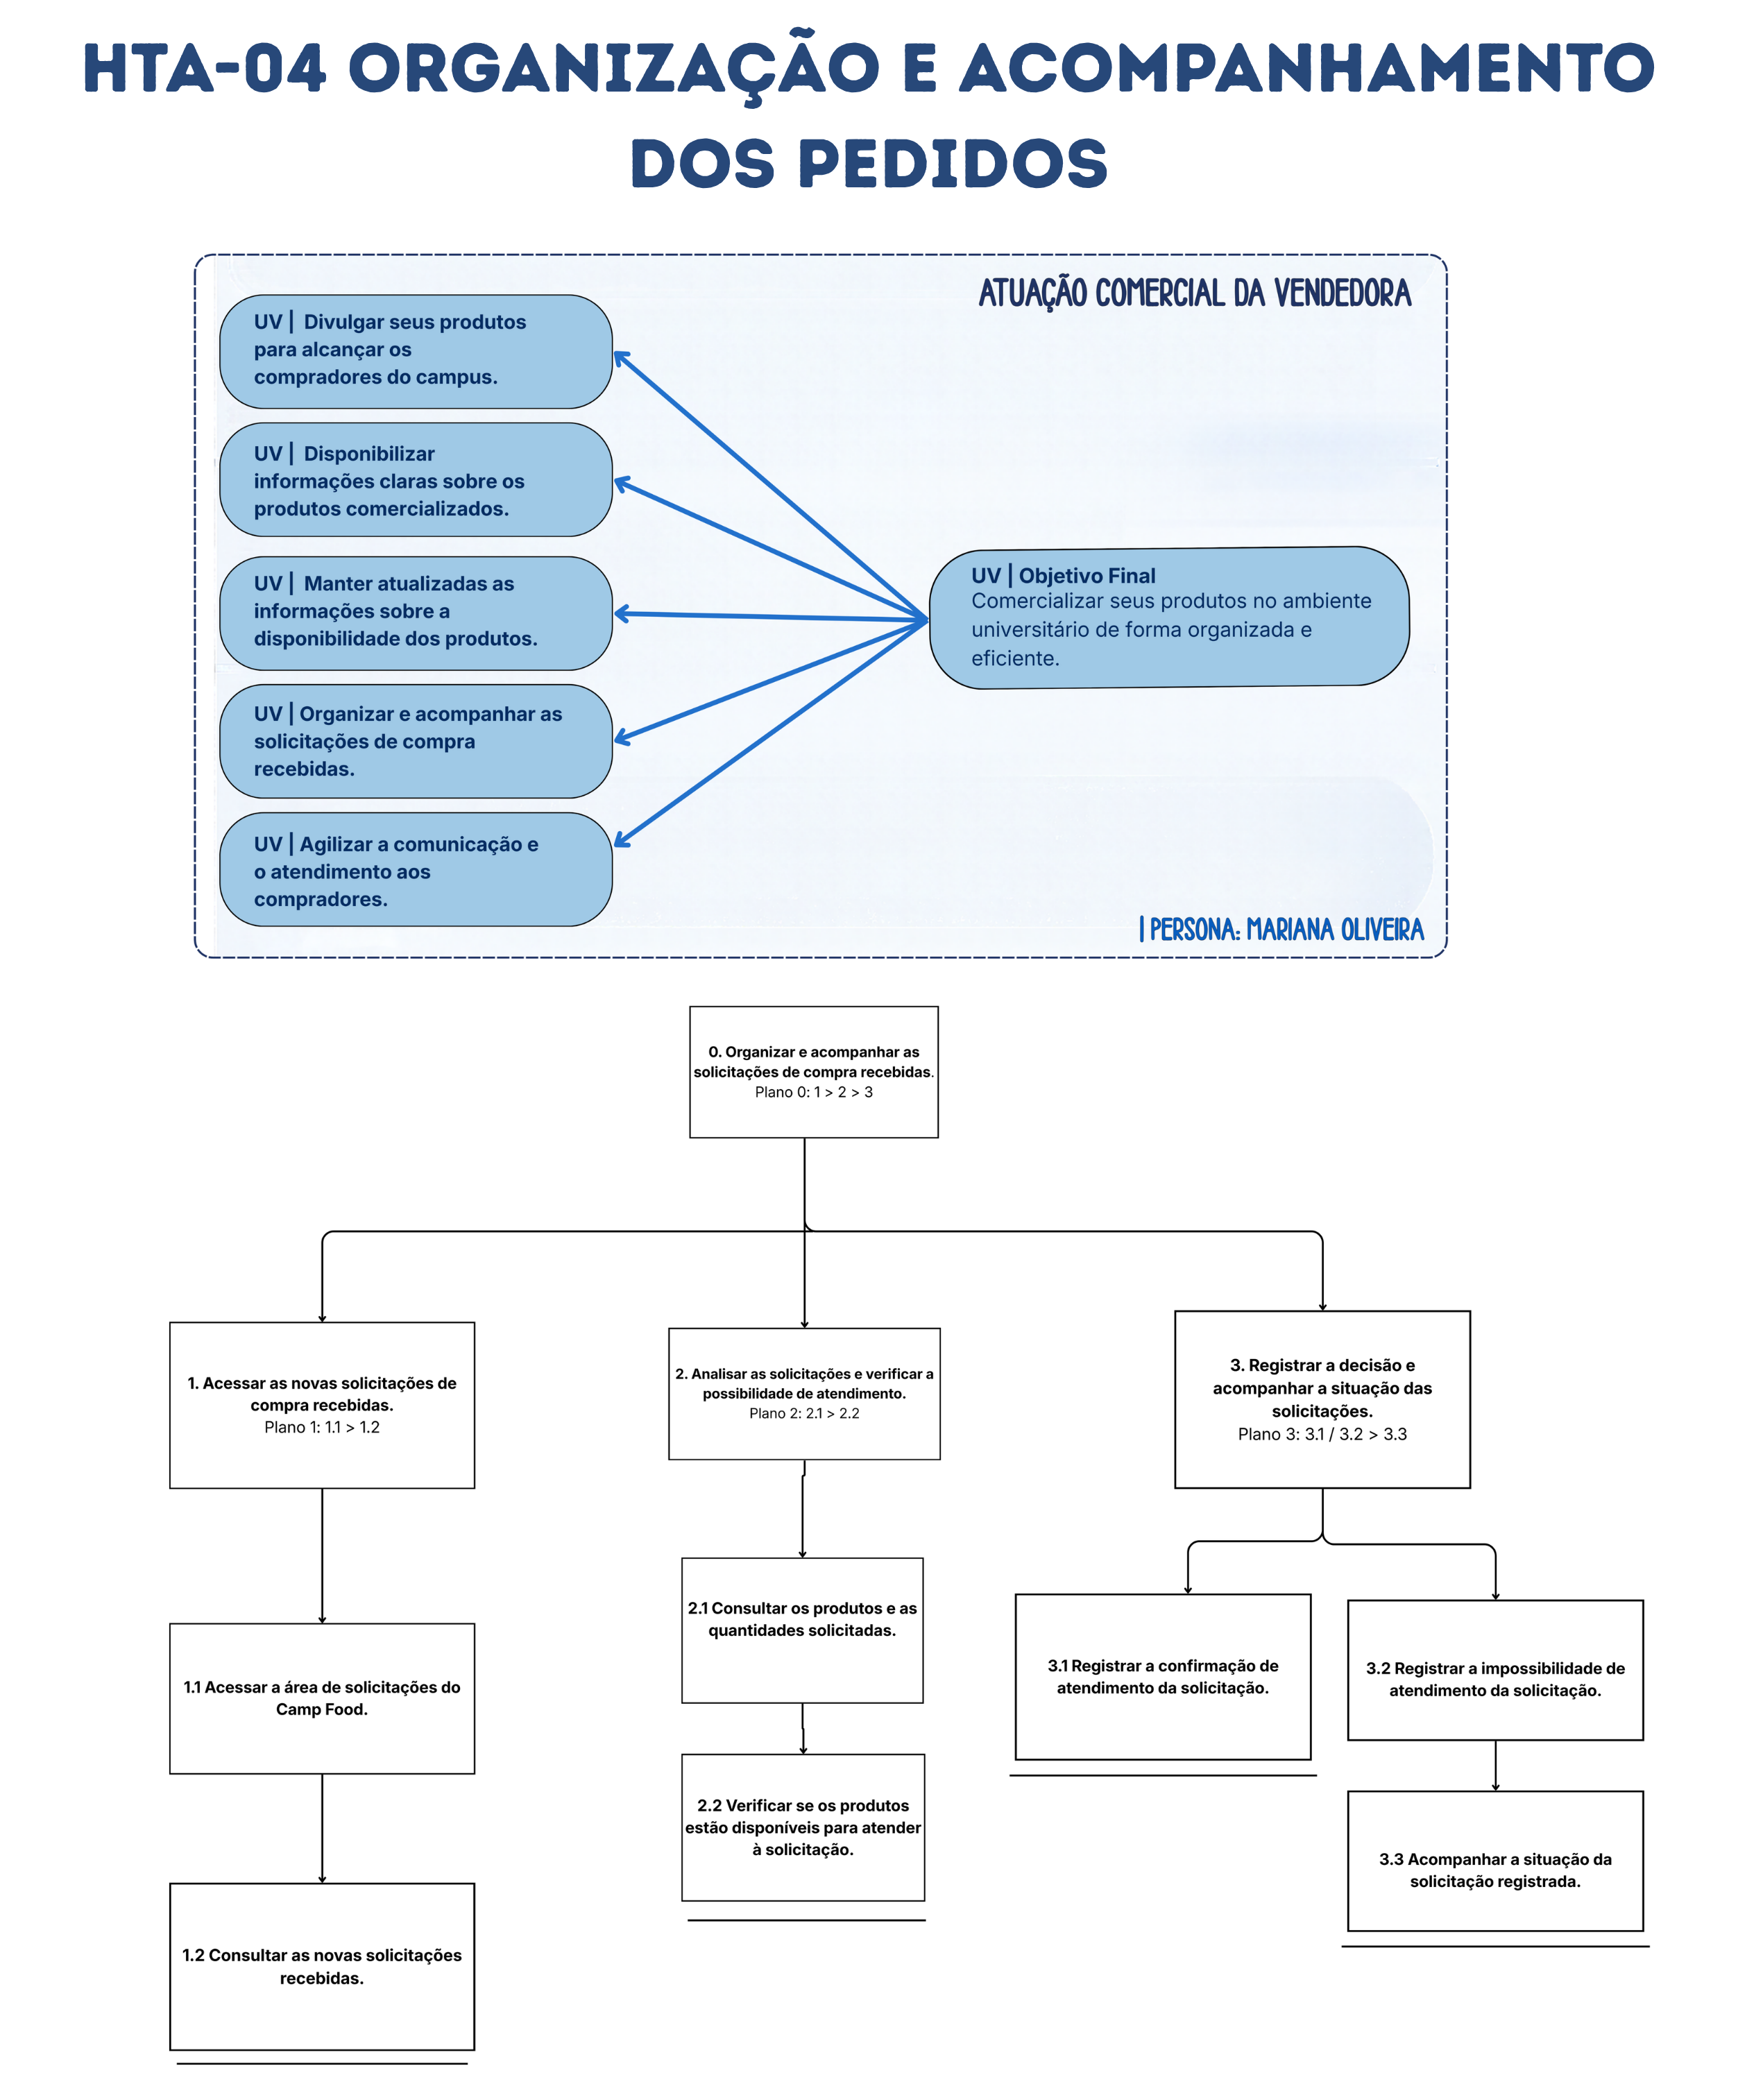 HTA-04 ORGANIZAÇÃO E ACOMPANHAMENTO
DOS PEDIDOS
ATUAÇÃO COMERCIAL DA VENDEDORA
UV | Divulgar seus produtos
para alcançar os
compradores do campus.
UV | Disponibilizar
informações claras sobre os
produtos comercializados.
UV | Manter atualizadas as
informações sobre a
disponibilidade dos produtos.
UV | Organizar e acompanhar as
solicitações de compra
recebidas.
UV | Agilizar a comunicação e
o atendimento aos
compradores.
UV | Objetivo Final
Comercializar seus produtos no ambiente
universitário de forma organizada e
eficiente.
| PERSONA: MARIANA OLIVEIRA
0. Organizar e acompanhar as
solicitações de compra recebidas.
Plano 0: 1 > 2 > 3
1. Acessar as novas solicitações de
compra recebidas.
Plano 1: 1.1 > 1.2
2. Analisar as solicitações e verificar a
possibilidade de atendimento.
Plano 2: 2.1 > 2.2
3. Registrar a decisão e
acompanhar a situação das
solicitações.
Plano 3: 3.1 / 3.2 > 3.3
1.1 Acessar a área de solicitações do
Camp Food.
1.2 Consultar as novas solicitações
recebidas.
2.1 Consultar os produtos e as
quantidades solicitadas.
2.2 Verificar se os produtos
estão disponíveis para atender
à solicitação.
3.1 Registrar a confirmação de
atendimento da solicitação.
3.2 Registrar a impossibilidade de
atendimento da solicitação.
3.3 Acompanhar a situação da
solicitação registrada.